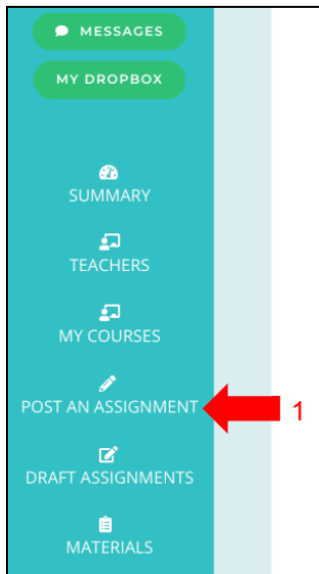 MESSAGES
MY DROPBOX
SUMMARY
TEACHERS
MY COURSES
POST AN ASSIGNMENT
1
DRAFT ASSIGNMENTS
MATERIALS